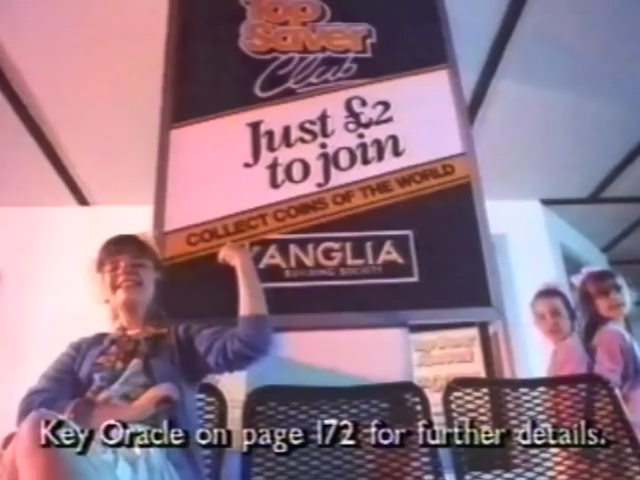 Top
Saver
Club
Just £2
to join
COLLECT COINS OF THE WORLD
ANGLIA
BUILDING SOCIETY
Key Oracle on page 172 for further details.